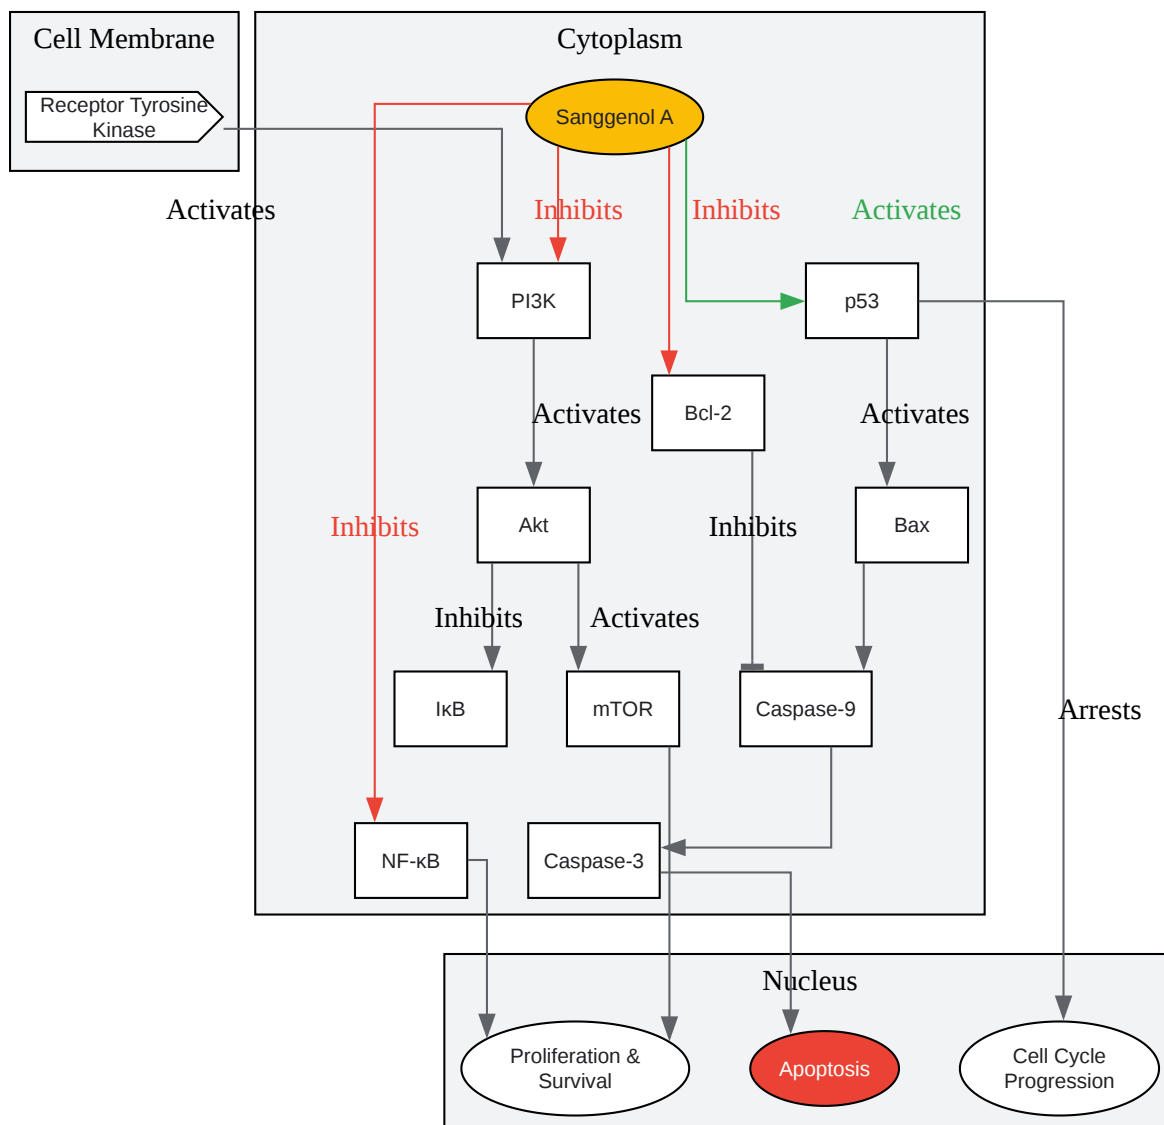 Cell Membrane
Cytoplasm
Receptor Tyrosine
Kinase
Sanggenol A
Activates
Inhibits
Inhibits
Activates
PI3K
p53
Bcl-2
Activates
Activates
Akt
Inhibits
Inhibits
Bax
Inhibits
Activates
IκB
mTOR
Caspase-9
Arrests
NF-κB
Caspase-3
Nucleus
Proliferation &
Survival
Apoptosis
Cell Cycle
Progression